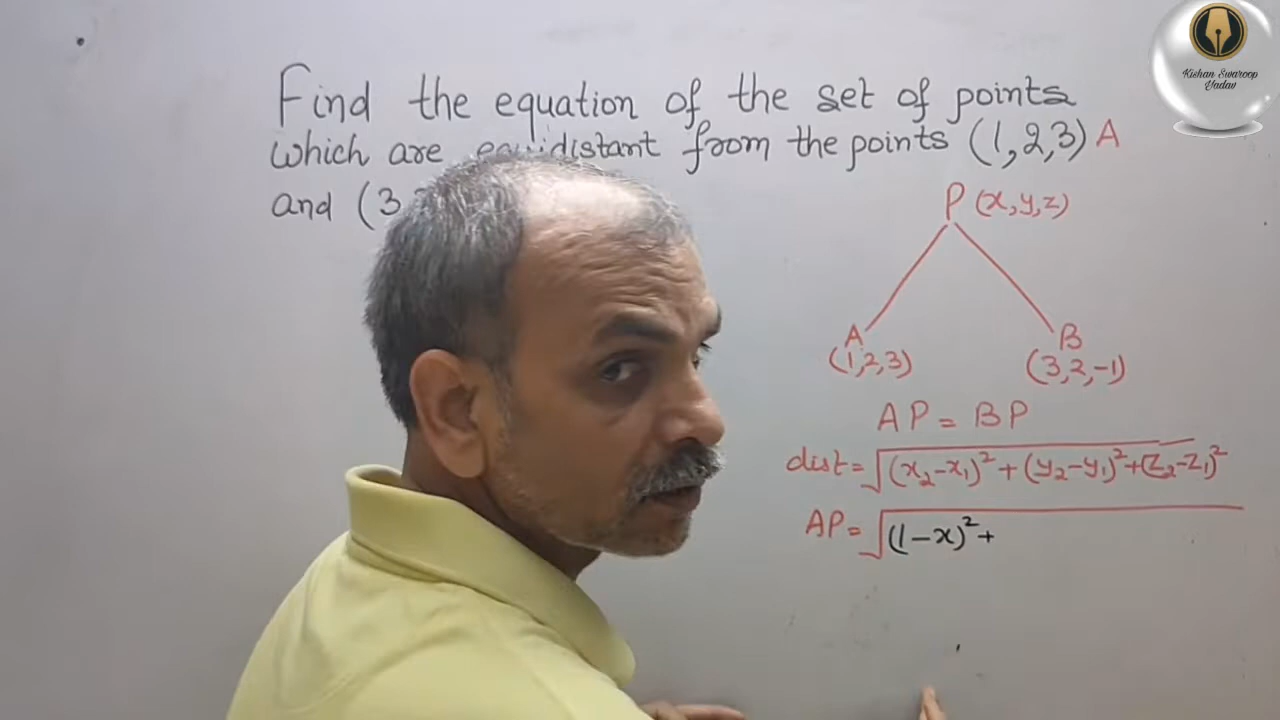 Find the equation of the set of points
which are equidistant from the points (1,2,3) A
and (3
P (x,y,z)
A
B
(1,2,3)
(3,2,-1)
AP = BP
dist = √(x₂-x₁)² + (y₂-y₁)² + (z₂-z₁)²
AP = √(1-x)² +
Kishan Swaroop
Yadav